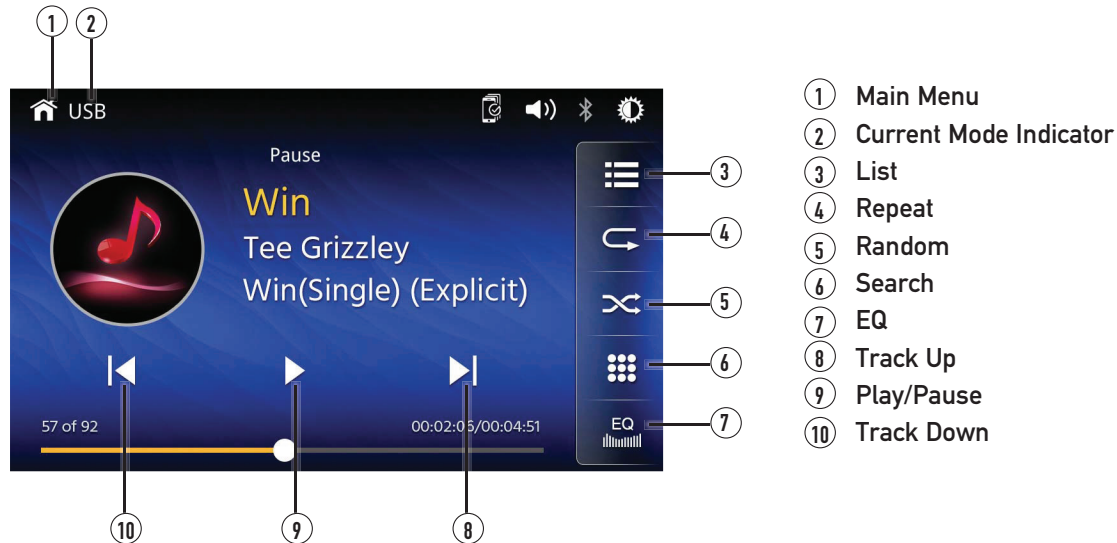 1 2
USB
Pause
Win
Tee Grizzley
Win(Single) (Explicit)
57 of 92
00:02:06/00:04:51
EQ
3
4
5
6
7
10 9 8
1 Main Menu
2 Current Mode Indicator
3 List
4 Repeat
5 Random
6 Search
7 EQ
8 Track Up
9 Play/Pause
10 Track Down